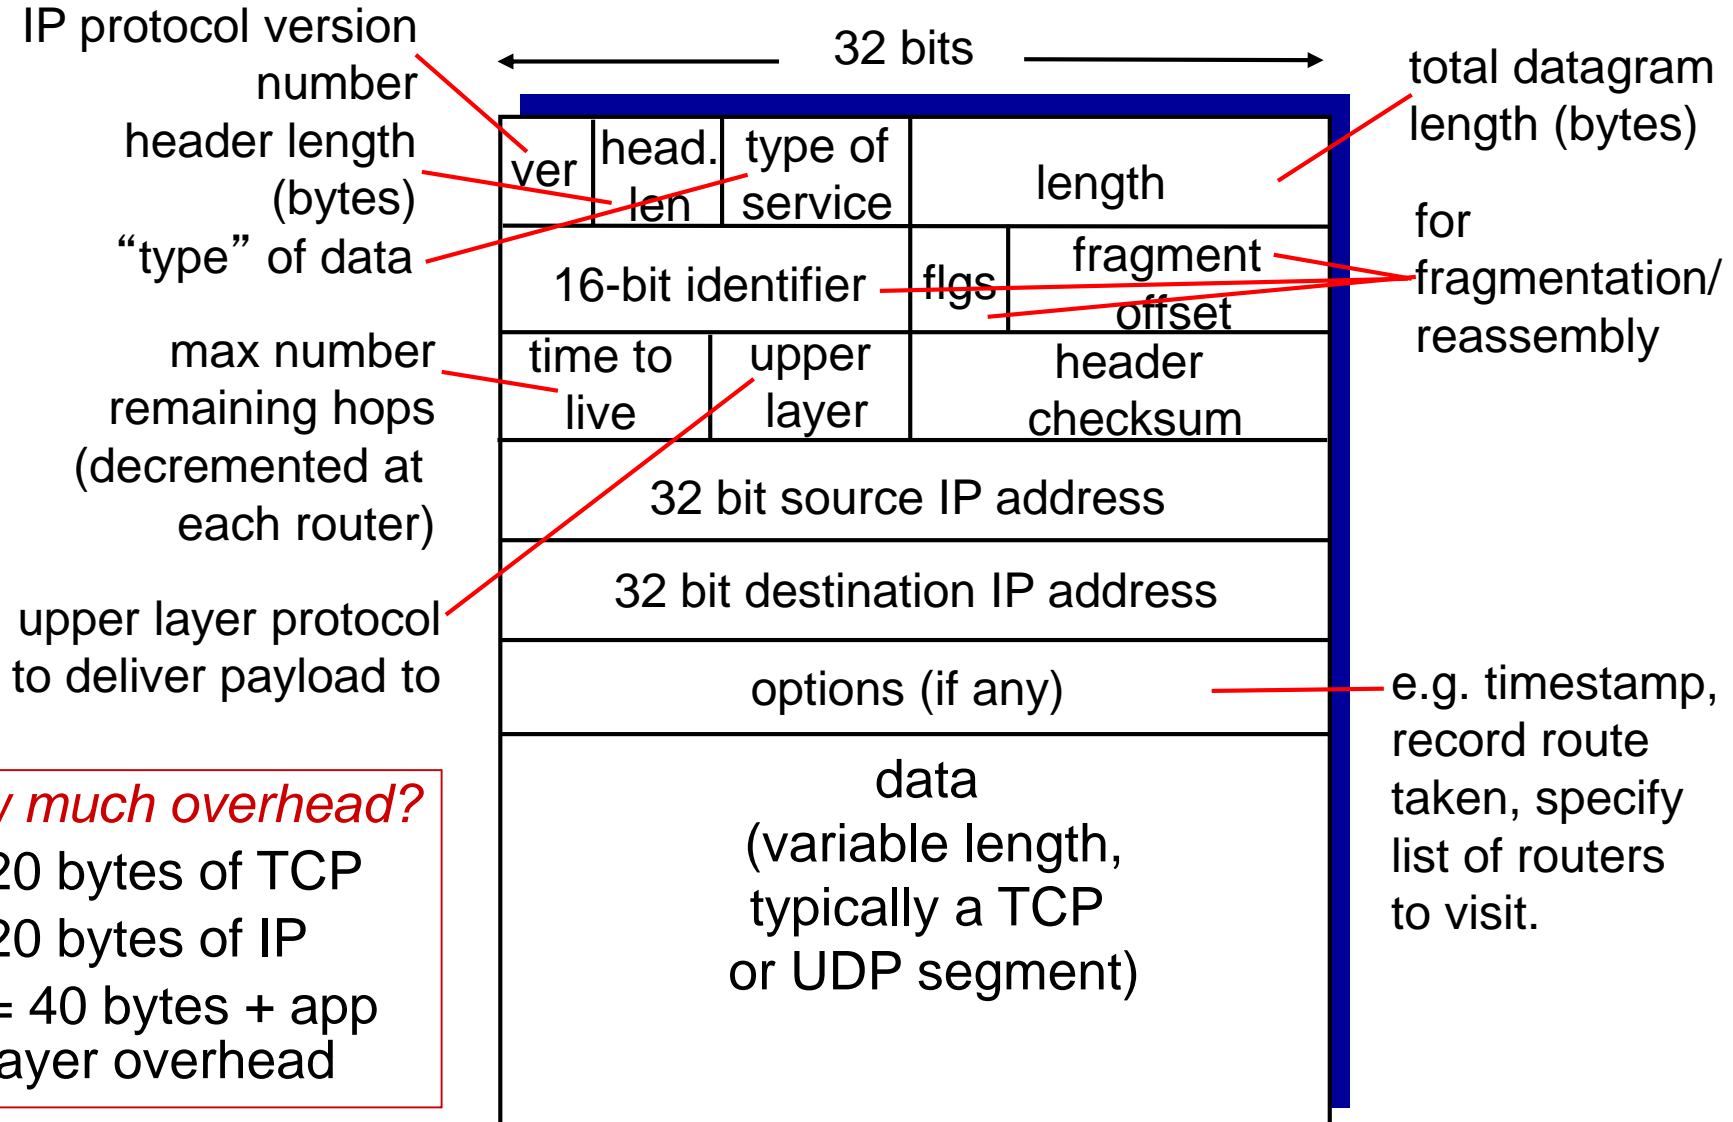 IP protocol version
number
header length
(bytes)
“type” of data
max number
remaining hops
(decremented at
each router)
upper layer protocol
to deliver payload to
much overhead?
20 bytes of TCP
20 bytes of IP
= 40 bytes + app
overhead
32 bits
ver
head.
len
type of
service
length
16-bit identifier
flgs
fragment
offset
time to
live
upper
layer
header
checksum
32 bit source IP address
32 bit destination IP address
options (if any)
data
(variable length,
typically a TCP
or UDP segment)
total datagram
length (bytes)
for
fragmentation/
reassembly
e.g. timestamp,
record route
taken, specify
list of routers
to visit.